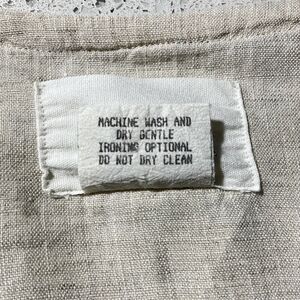 MACHINE WASH AND
DRY GENTLE
IRONING OPTIONAL
DO NOT DRY CLEAN